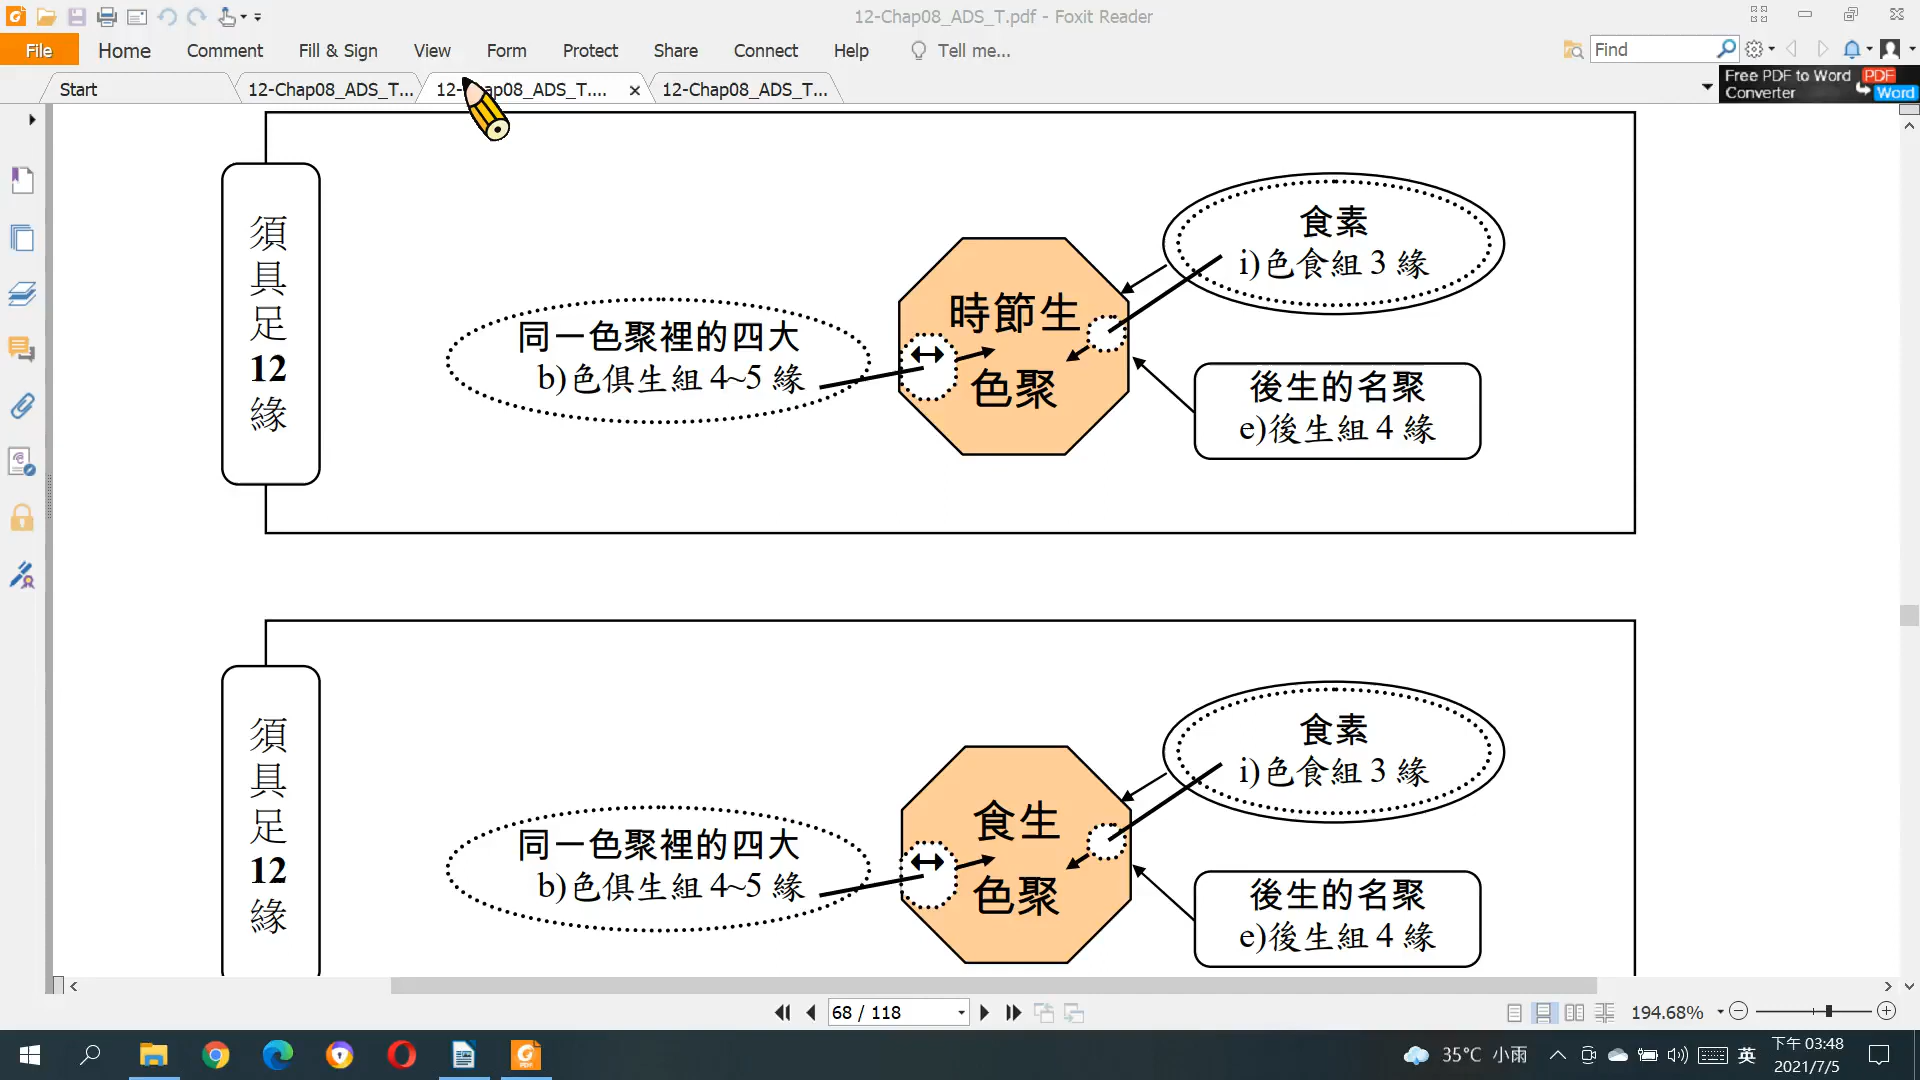 12-Chap08_ADS_T.pdf - Foxit Reader
File
Home
Comment
Fill & Sign
View
Form
Protect
Share
Connect
Help
Tell me...
Find
Start
12-Chap08_ADS_T...
12-Chap08_ADS_T....
12-Chap08_ADS_T...
Free PDF to Word
Converter
PDF
Word
須
具
足
12
緣
食素
i)色食組 3 緣
時節生
色聚
同一色聚裡的四大
b)色俱生組 4~5 緣
後生的名聚
e)後生組 4 緣
須
具
足
12
緣
食素
i)色食組 3 緣
食生
色聚
同一色聚裡的四大
b)色俱生組 4~5 緣
後生的名聚
e)後生組 4 緣
68 / 118
194.68%
35°C 小雨
英
下午 03:48
2021/7/5